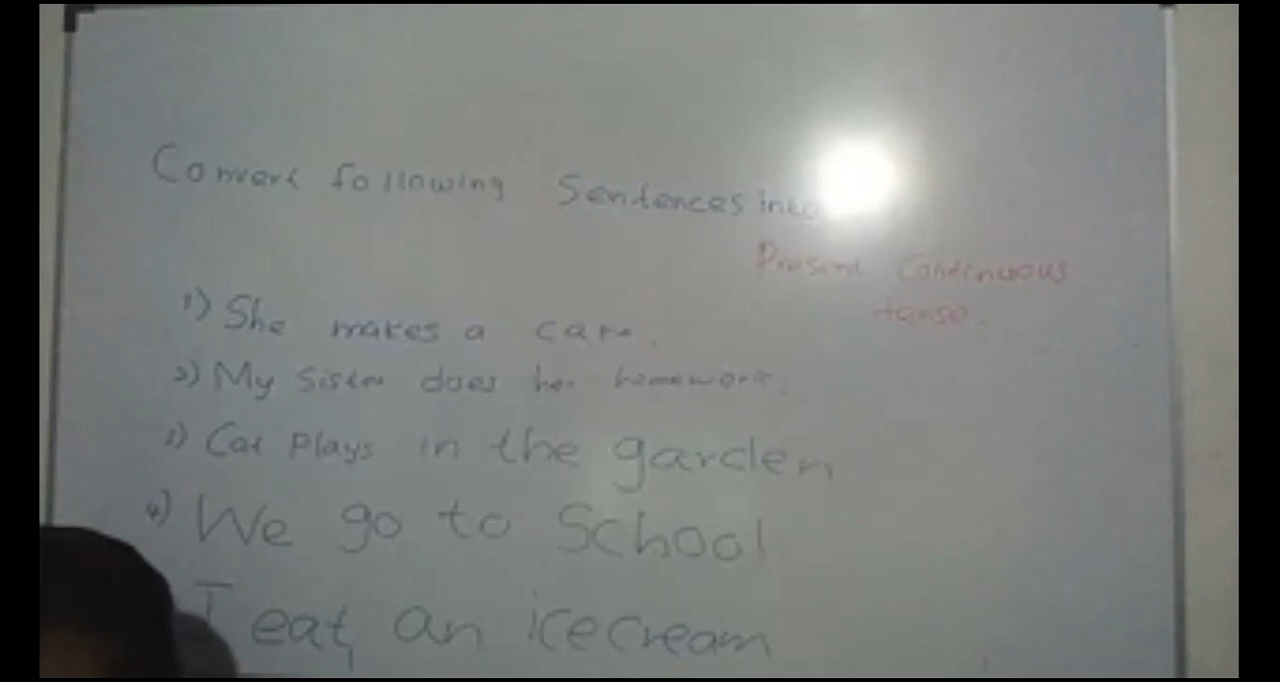 Convert following Sentences into
Present Continuous
tense.
1) She makes a cake.
2) My Sister does her homework.
3) Cat Plays in the garden
4) We go to School
I eat an icecream